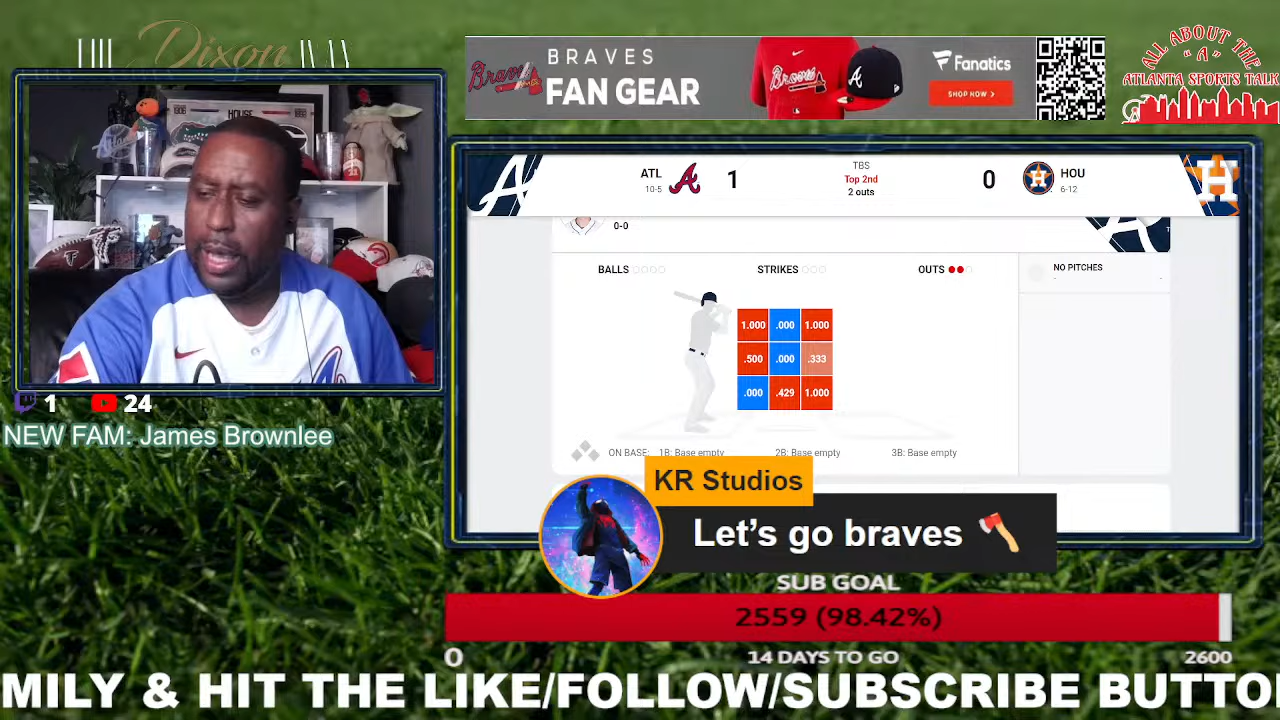 Dixon
BRAVES
FAN GEAR
Braves
Fanatics
SHOP NOW >
ALL ABOUT THE
"A"
ATLANTA SPORTS TALK
HOUSE
ATL
10-5
1
TBS
Top 2nd
2 outs
0
HOU
6-12
0-0
BALLS
STRIKES
OUTS
NO PITCHES
1.000 .000 1.000
.500 .000 .333
.000 .429 1.000
ON BASE: 1B: Base empty 2B: Base empty 3B: Base empty
1 24
NEW FAM: James Brownlee
KR Studios
Let’s go braves
SUB GOAL
2559 (98.42%)
0 14 DAYS TO GO 2600
MILY & HIT THE LIKE/FOLLOW/SUBSCRIBE BUTTO